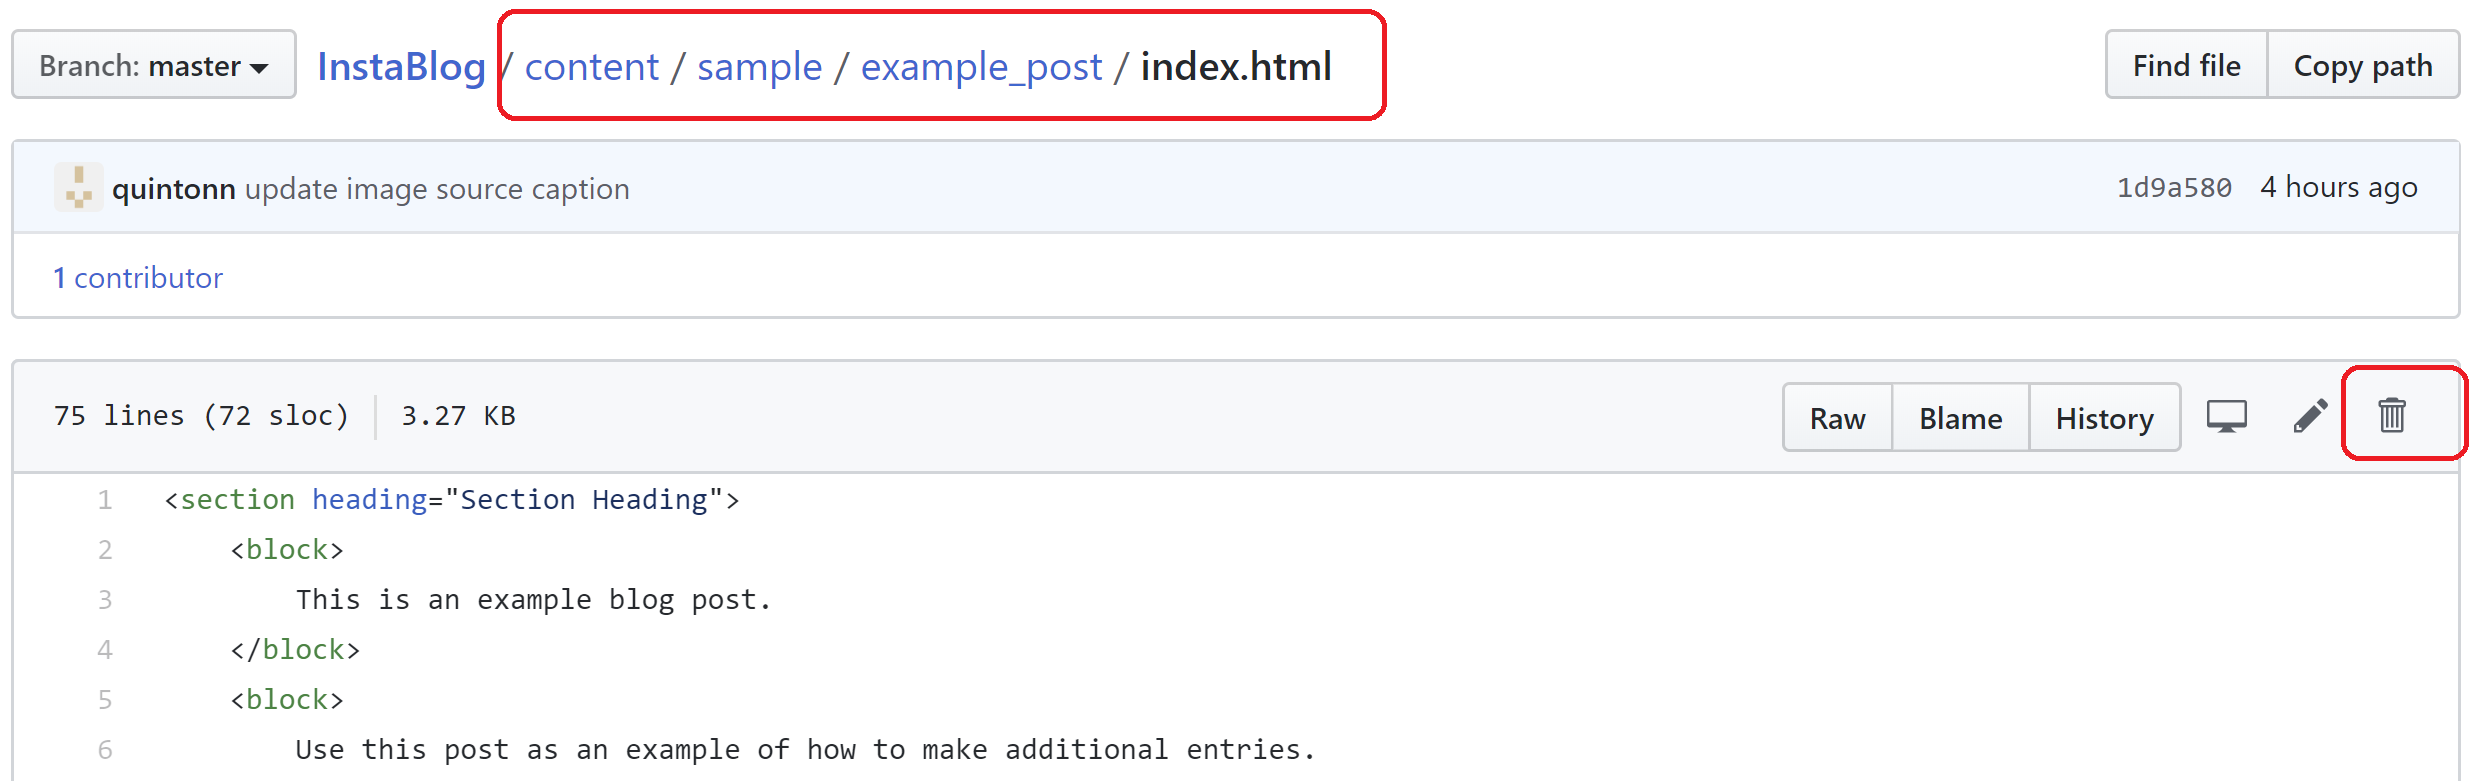 Branch: master InstaBlog / content / sample / example_post / index.html Find file Copy path
quintonn update image source caption 1d9a580 4 hours ago
1 contributor
75 lines (72 sloc) 3.27 KB Raw Blame History
1 <section heading="Section Heading">
2 <block>
3 This is an example blog post.
4 </block>
5 <block>
6 Use this post as an example of how to make additional entries.